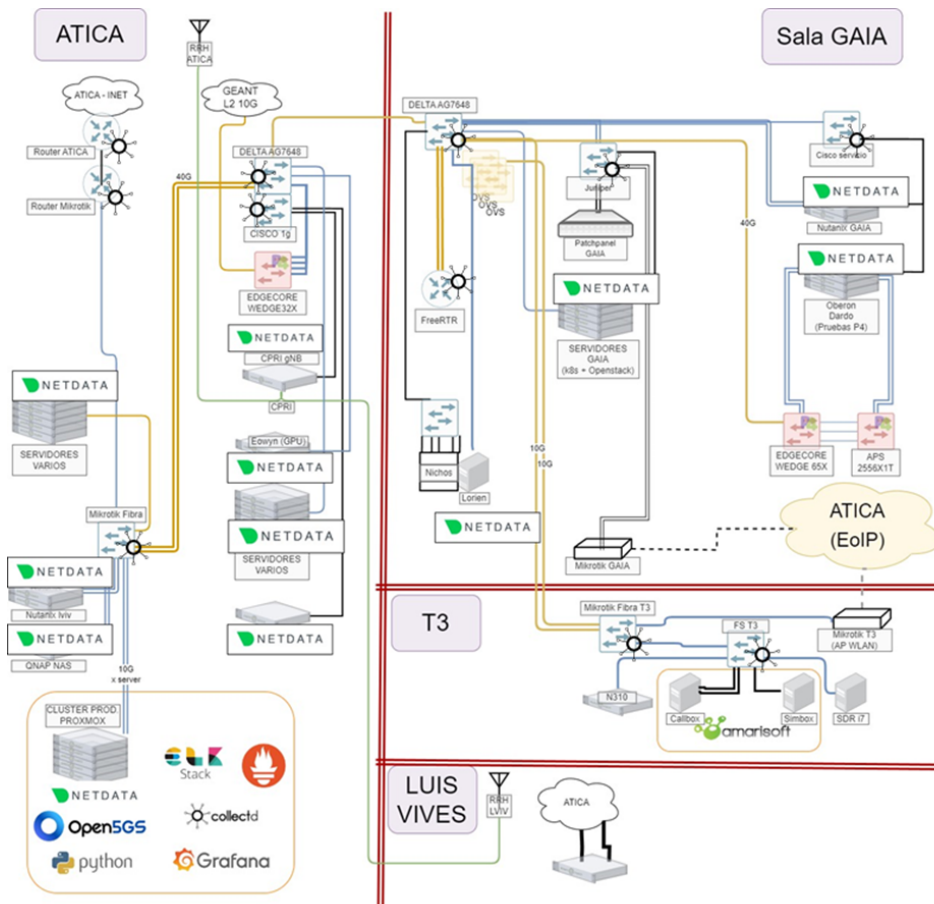 ATICA
RRH
ATICA
Sala GAIA
ATICA - INET
GEANT
L2 10G
Router ATICA
Router Mikrotik
DELTA AG7648
40G
CISCO 1g
EDGECORE
WEDGE32X
NETDATA
CPRI gNB
CPRI
Eowyn (GPU)
NETDATA
NETDATA
SERVIDORES
VARIOS
NETDATA
NETDATA
SERVIDORES
VARIOS
Mikrotik Fibra
NETDATA
Nutanix lviv
NETDATA
QNAP NAS
10G
x server
CLUSTER PROD
PROXMOX
NETDATA
ELK
Stack
Open5GS
collectd
python
Grafana
DELTA AG7648
OVS
OVS
OVS
Juniper
Patchpanel
GAIA
Cisco servicio
NETDATA
Nutanix GAIA
NETDATA
Oberon
Dardo
(Pruebas P4)
40G
FreeRTR
NETDATA
SERVIDORES
GAIA
(k8s + Openstack)
Nichos
Lorien
NETDATA
10G
10G
EDGECORE
WEDGE 65X
APS
2556X1T
Mikrotik GAIA
ATICA
(EoIP)
T3
Mikrotik Fibra T3
FS T3
Mikrotik T3
(AP WLAN)
N310
Callbox
Simbox
SDR i7
amarisoft
LUIS
VIVES
RRH
LVIV
ATICA